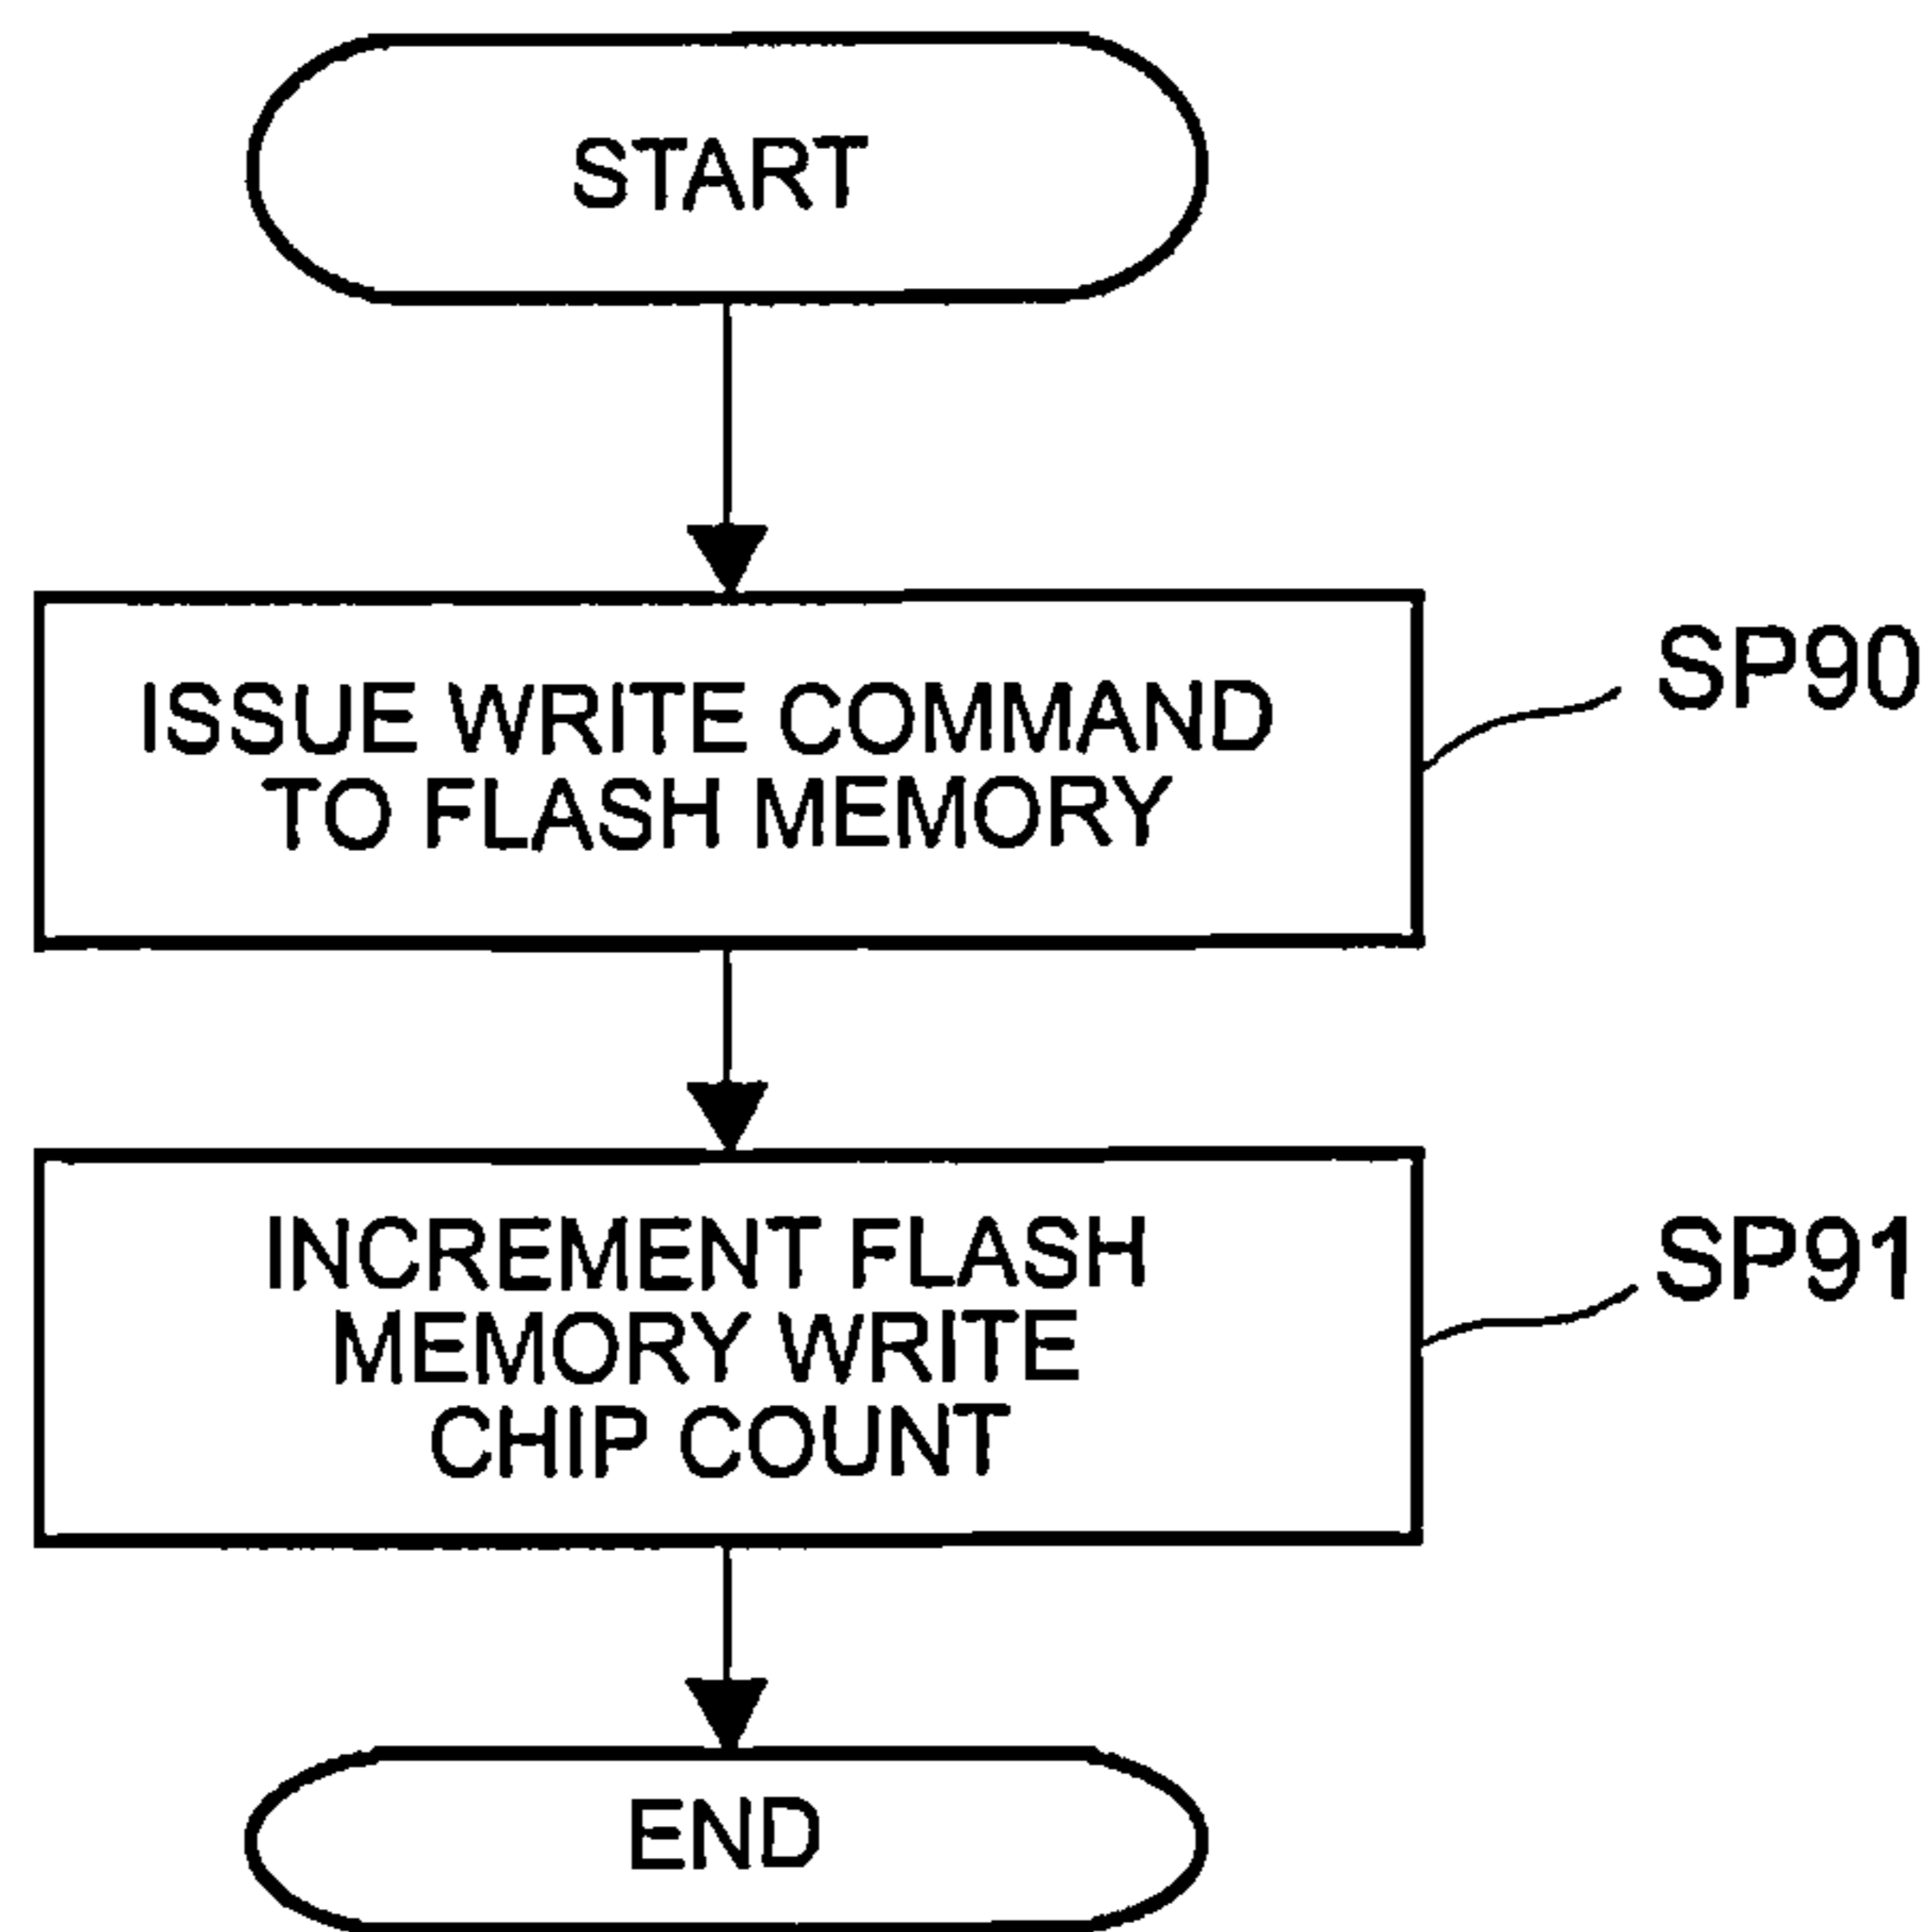 START
ISSUE WRITE COMMAND
TO FLASH MEMORY
SP90
INCREMENT FLASH
MEMORY WRITE
CHIP COUNT
SP91
END